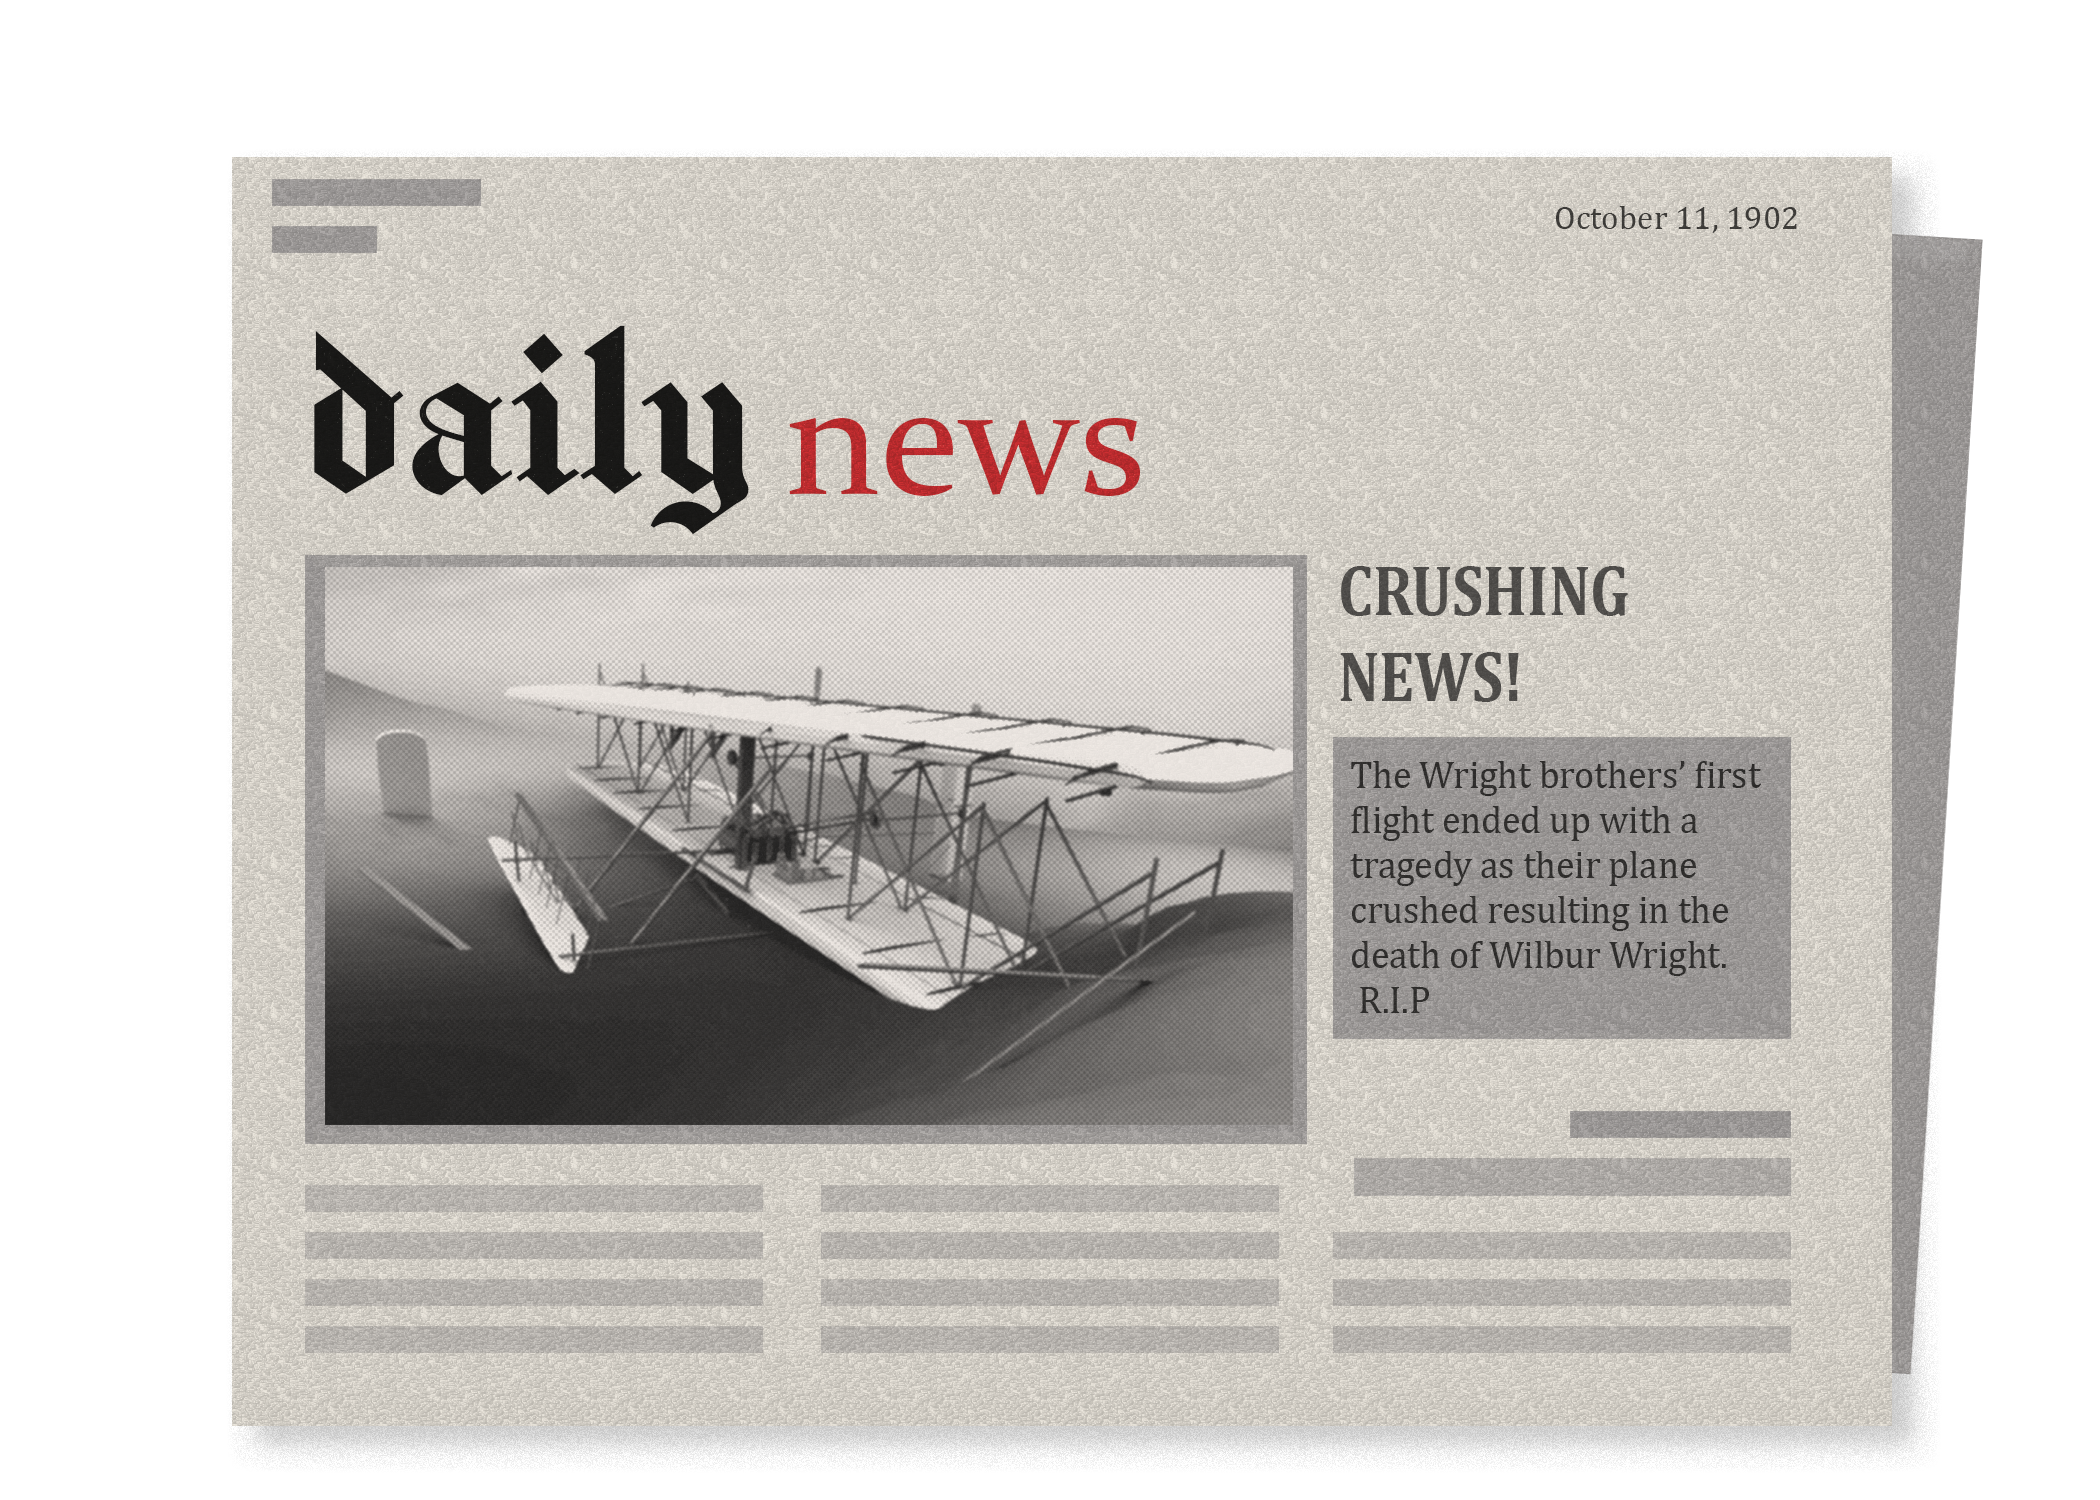 October 11, 1902
daily news
CRUSHING
NEWS!
The Wright brothers’ first
flight ended up with a
tragedy as their plane
crushed resulting in the
death of Wilbur Wright.
R.I.P